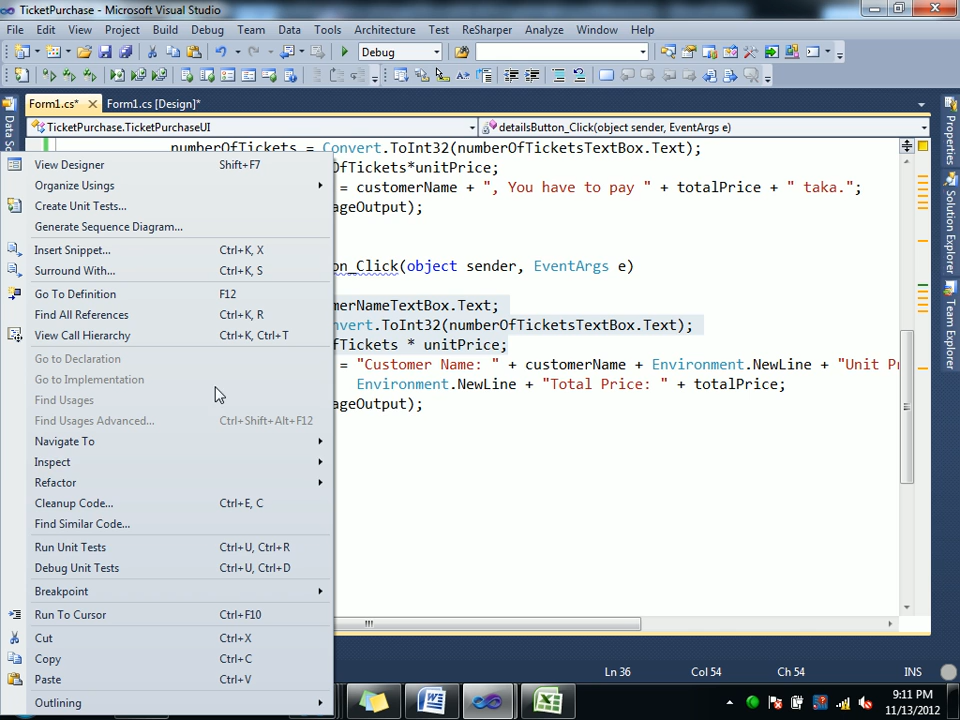 TicketPurchase - Microsoft Visual Studio
File Edit View Project Build Debug Team Data Tools Architecture Test ReSharper Analyze Window Help
Debug
Form1.cs* Form1.cs [Design]*
TicketPurchase.TicketPurchaseUI detailsButton_Click(object sender, EventArgs e)
numberOfTickets = Convert.ToInt32(numberOfTicketsTextBox.Text);
OfTickets*unitPrice;
= customerName + ", You have to pay " + totalPrice + " taka.";
ageOutput);
on_Click(object sender, EventArgs e)
merNameTextBox.Text;
nvert.ToInt32(numberOfTicketsTextBox.Text);
fTickets * unitPrice;
= "Customer Name: " + customerName + Environment.NewLine + "Unit Pr
Environment.NewLine + "Total Price: " + totalPrice;
ageOutput);
View Designer Shift+F7
Organize Usings
Create Unit Tests...
Generate Sequence Diagram...
Insert Snippet... Ctrl+K, X
Surround With... Ctrl+K, S
Go To Definition F12
Find All References Ctrl+K, R
View Call Hierarchy Ctrl+K, Ctrl+T
Go to Declaration
Go to Implementation
Find Usages
Find Usages Advanced... Ctrl+Shift+Alt+F12
Navigate To
Inspect
Refactor
Cleanup Code... Ctrl+E, C
Find Similar Code...
Run Unit Tests Ctrl+U, Ctrl+R
Debug Unit Tests Ctrl+U, Ctrl+D
Breakpoint
Run To Cursor Ctrl+F10
Cut Ctrl+X
Copy Ctrl+C
Paste Ctrl+V
Outlining
Data Sc
Properties
Solution Explorer
Team Explorer
Ln 36 Col 54 Ch 54 INS
9:11 PM
11/13/2012